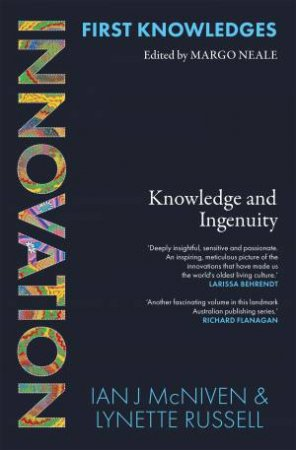 FIRST KNOWLEDGES
Edited by MARGO NEALE
INNOVATION
Knowledge and
Ingenuity
‘Deeply insightful, sensitive and passionate.
An inspiring, meticulous picture of the
innovations that have made us
the world’s oldest living culture.’
LARISSA BEHRENDT
‘Another fascinating volume in this landmark
Australian publishing series.’
RICHARD FLANAGAN
IAN J McNIVEN &
LYNETTE RUSSELL